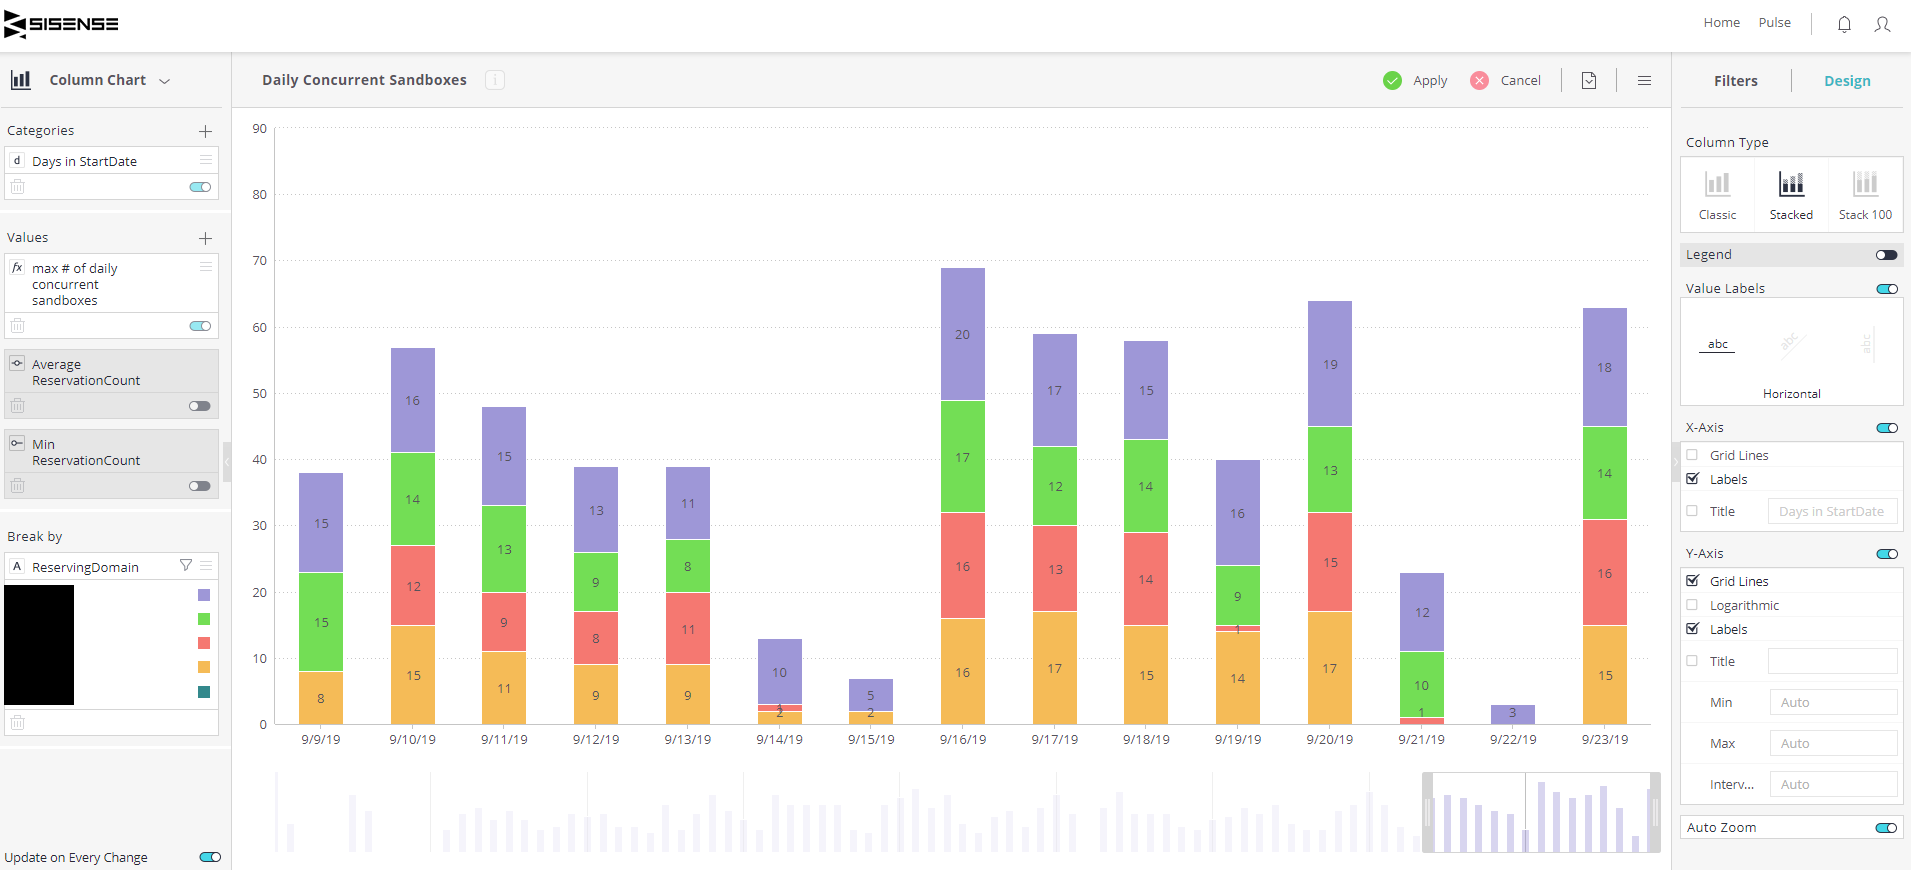 SISENSE
Home Pulse
Column Chart
Daily Concurrent Sandboxes i
Apply Cancel
Filters Design
Categories
d Days in StartDate
Values
fx max # of daily
concurrent
sandboxes
Average
ReservationCount
Min
ReservationCount
Break by
A ReservingDomain
Update on Every Change
90
80
70
60
50
40
30
20
10
0
15
15
8
16
14
12
15
15
13
9
11
13
9
8
9
11
8
11
9
10
1
2
5
2
20
17
16
16
17
12
13
17
15
14
14
15
16
9
1
14
19
13
15
17
12
10
1
3
18
14
16
15
9/9/19 9/10/19 9/11/19 9/12/19 9/13/19 9/14/19 9/15/19 9/16/19 9/17/19 9/18/19 9/19/19 9/20/19 9/21/19 9/22/19 9/23/19
Column Type
Classic Stacked Stack 100
Legend
Value Labels
abc abc abc
Horizontal
X-Axis
Grid Lines
Labels
Title Days in StartDate
Y-Axis
Grid Lines
Logarithmic
Labels
Title
Min Auto
Max Auto
Interv... Auto
Auto Zoom